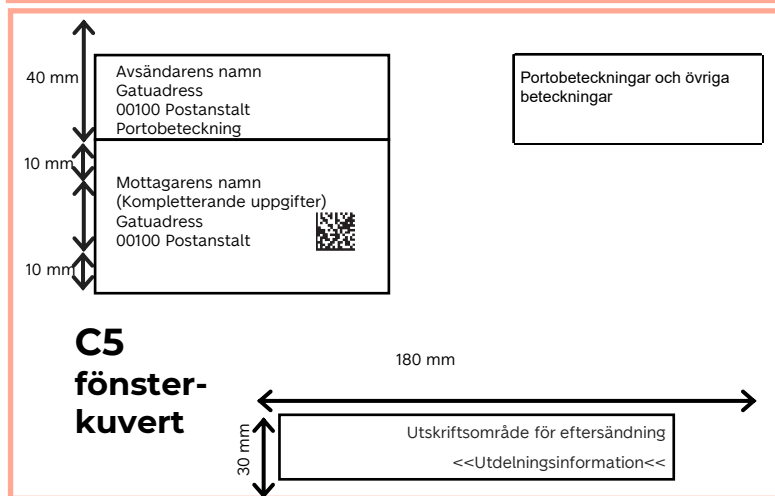 40 mm
Avsändarens namn
Gatuadress
00100 Postanstalt
Portobeteckning
Portobeteckningar och övriga
beteckningar
10 mm
Mottagarens namn
(Kompletterande uppgifter)
Gatuadress
00100 Postanstalt
10 mm
C5
fönster-
kuvert
180 mm
30 mm
Utskriftsområde för eftersändning
<<Utdelningsinformation<<